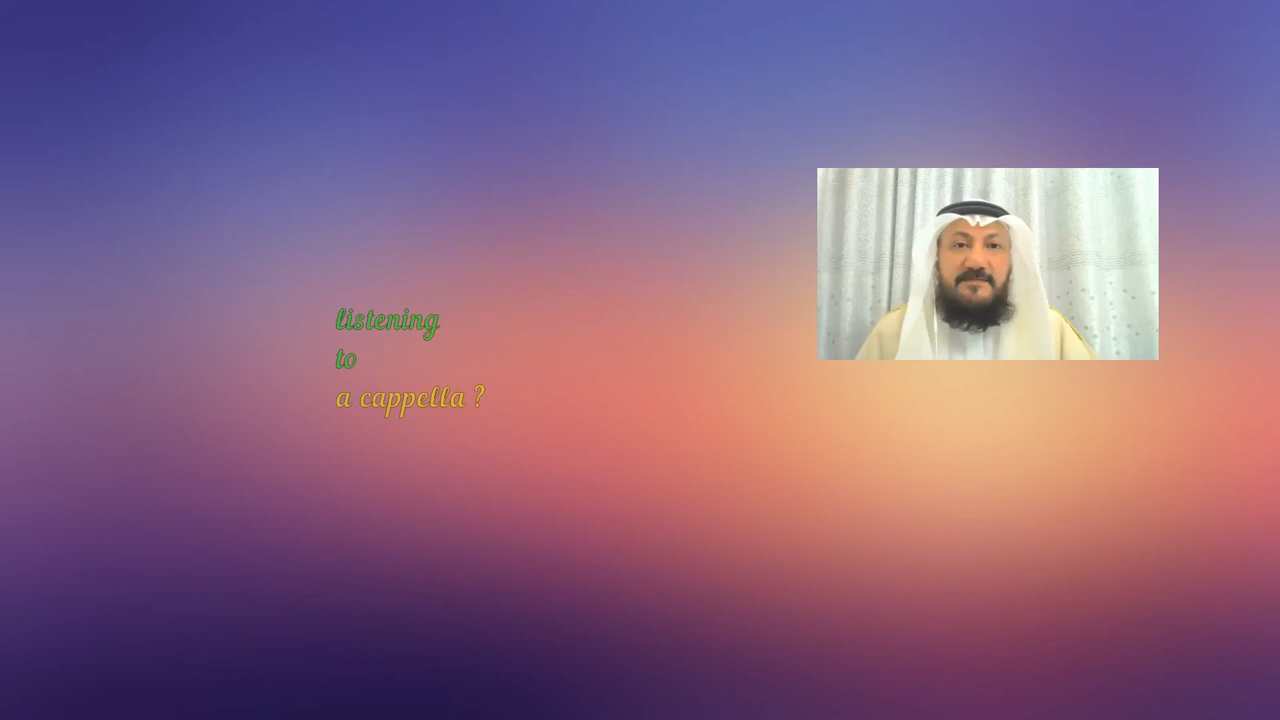 listening
to
a cappella ?